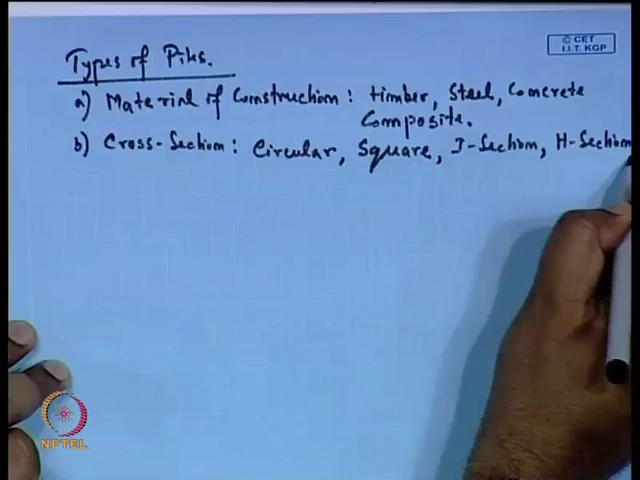 © CET
I.I.T. KGP
Types of Piles.
a) Material of Construction: timber, Steel, Concrete
Composite.
b) Cross-Section: Circular, Square, I-Section, H-Section
NPTEL